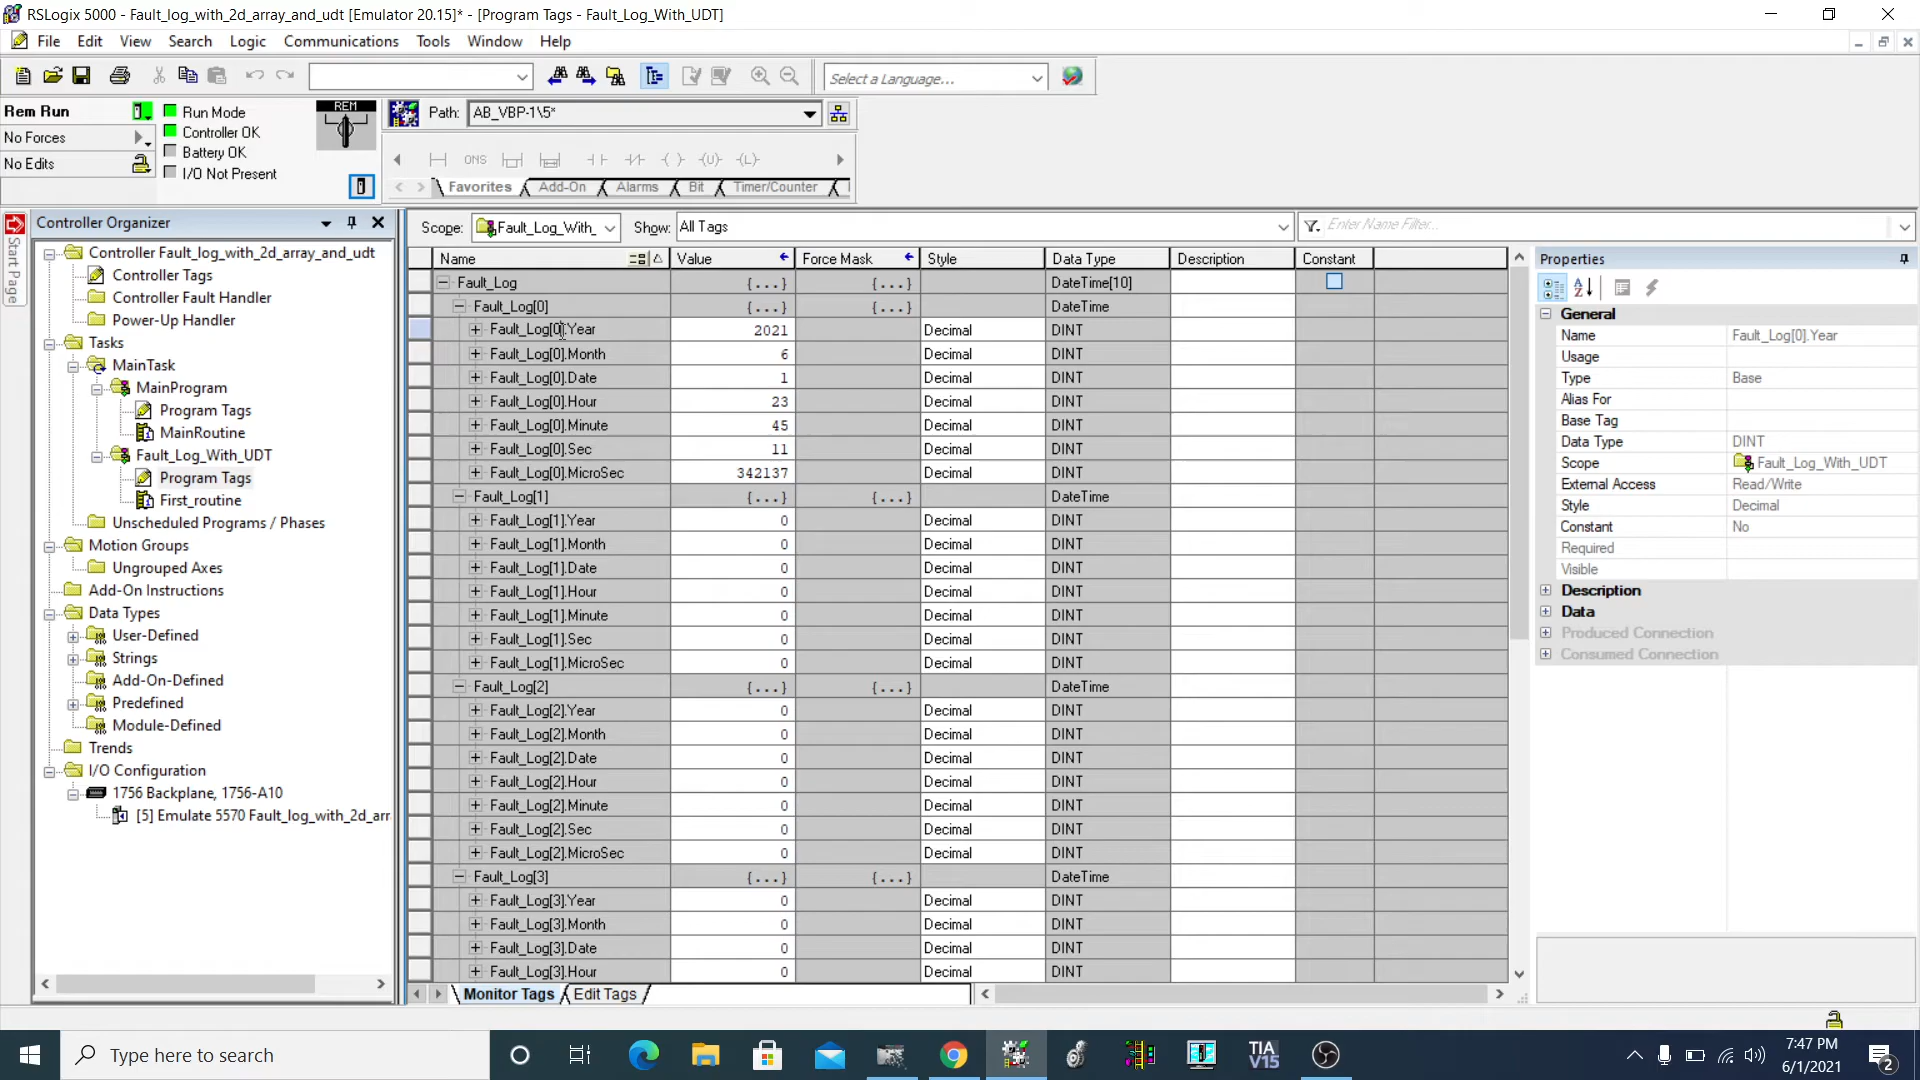 RSLogix 5000 - Fault_log_with_2d_array_and_udt [Emulator 20.15]* - [Program Tags - Fault_Log_With_UDT]
File Edit View Search Logic Communications Tools Window Help
Select a Language...
Rem Run
No Forces
No Edits
Run Mode
Controller OK
Battery OK
I/O Not Present
REM
Path: AB_VBP-1\5*
ONS
(U) (L)
Favorites Add-On Alarms Bit Timer/Counter
Start Page
Controller Organizer
Controller Fault_log_with_2d_array_and_udt
Controller Tags
Controller Fault Handler
Power-Up Handler
Tasks
MainTask
MainProgram
Program Tags
MainRoutine
Fault_Log_With_UDT
Program Tags
First_routine
Unscheduled Programs / Phases
Motion Groups
Ungrouped Axes
Add-On Instructions
Data Types
User-Defined
Strings
Add-On-Defined
Predefined
Module-Defined
Trends
I/O Configuration
1756 Backplane, 1756-A10
[5] Emulate 5570 Fault_log_with_2d_arr
Scope: Fault_Log_With_ Show: All Tags Enter Name Filter...
Name Value Force Mask Style Data Type Description Constant
Fault_Log {...} {...} DateTime[10]
Fault_Log[0] {...} {...} DateTime
Fault_Log[0].Year 2021 Decimal DINT
Fault_Log[0].Month 6 Decimal DINT
Fault_Log[0].Date 1 Decimal DINT
Fault_Log[0].Hour 23 Decimal DINT
Fault_Log[0].Minute 45 Decimal DINT
Fault_Log[0].Sec 11 Decimal DINT
Fault_Log[0].MicroSec 342137 Decimal DINT
Fault_Log[1] {...} {...} DateTime
Fault_Log[1].Year 0 Decimal DINT
Fault_Log[1].Month 0 Decimal DINT
Fault_Log[1].Date 0 Decimal DINT
Fault_Log[1].Hour 0 Decimal DINT
Fault_Log[1].Minute 0 Decimal DINT
Fault_Log[1].Sec 0 Decimal DINT
Fault_Log[1].MicroSec 0 Decimal DINT
Fault_Log[2] {...} {...} DateTime
Fault_Log[2].Year 0 Decimal DINT
Fault_Log[2].Month 0 Decimal DINT
Fault_Log[2].Date 0 Decimal DINT
Fault_Log[2].Hour 0 Decimal DINT
Fault_Log[2].Minute 0 Decimal DINT
Fault_Log[2].Sec 0 Decimal DINT
Fault_Log[2].MicroSec 0 Decimal DINT
Fault_Log[3] {...} {...} DateTime
Fault_Log[3].Year 0 Decimal DINT
Fault_Log[3].Month 0 Decimal DINT
Fault_Log[3].Date 0 Decimal DINT
Fault_Log[3].Hour 0 Decimal DINT
Monitor Tags Edit Tags
Properties
General
Name Fault_Log[0].Year
Usage
Type Base
Alias For
Base Tag
Data Type DINT
Scope Fault_Log_With_UDT
External Access Read/Write
Style Decimal
Constant No
Required
Visible
Description
Data
Produced Connection
Consumed Connection
Type here to search
TIA V15
7:47 PM
6/1/2021
2